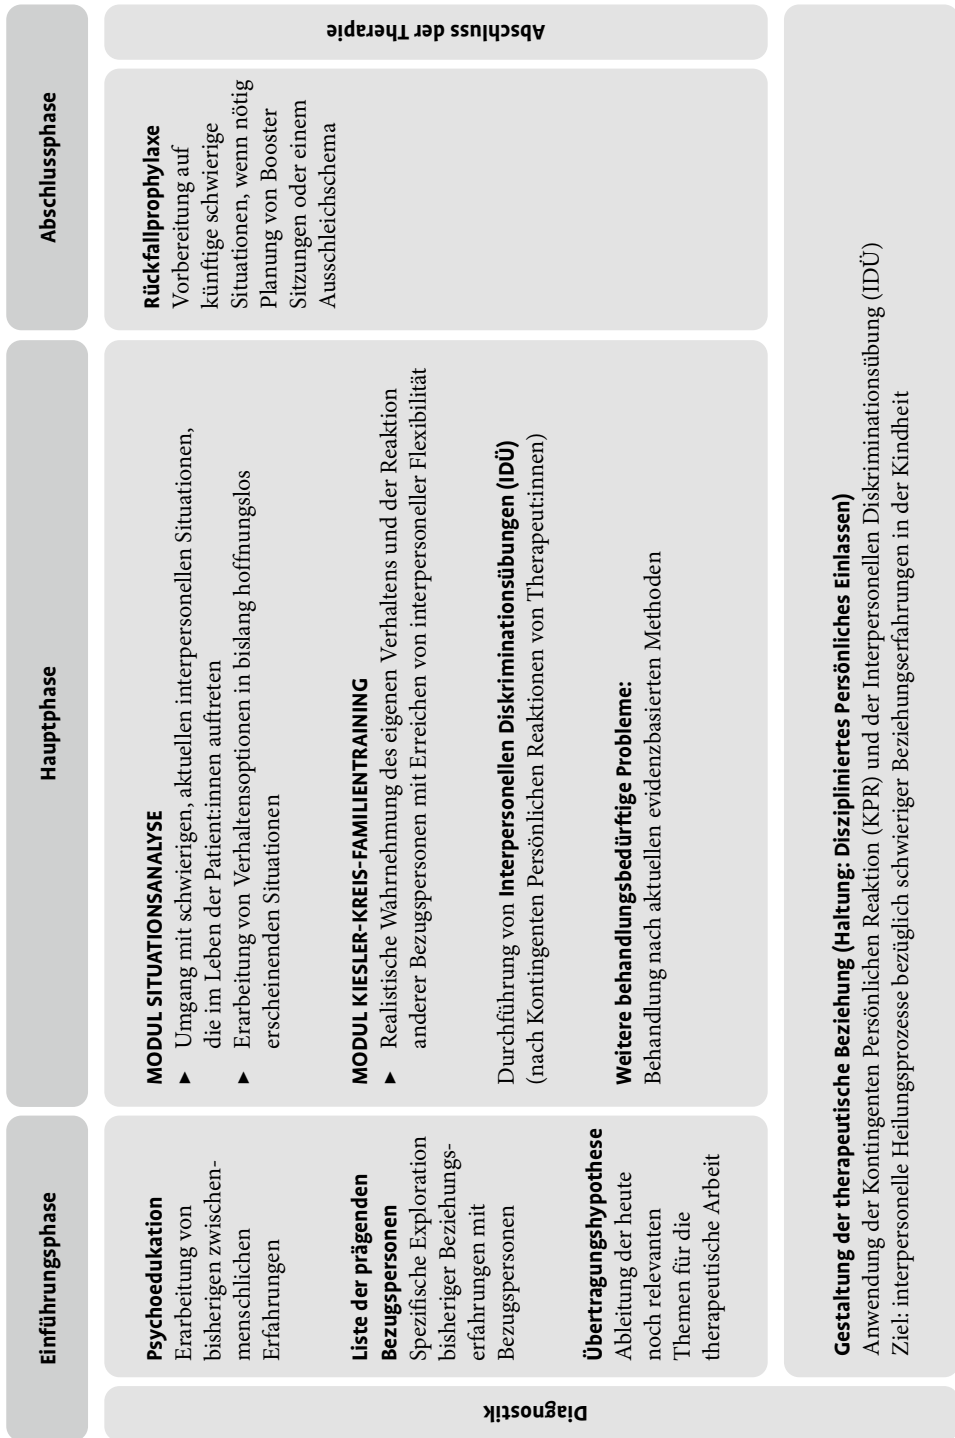 Einführungsphase
Hauptphase
Abschlussphase
Diagnostik
Psychoedukation
Erarbeitung von
bisherigen zwischen-
menschlichen
Erfahrungen
Liste der prägenden
Bezugspersonen
Spezifische Exploration
bisheriger Beziehungs-
erfahrungen mit
Bezugspersonen
Übertragungshypothese
Ableitung der heute
noch relevanten
Themen für die
therapeutische Arbeit
MODUL SITUATIONSANALYSE
► Umgang mit schwierigen, aktuellen interpersonellen Situationen,
die im Leben der Patient:innen auftreten
► Erarbeitung von Verhaltensoptionen in bislang hoffnungslos
erscheinenden Situationen
MODUL KIESLER-KREIS-FAMILIENTRAINING
► Realistische Wahrnehmung des eigenen Verhaltens und der Reaktion
anderer Bezugspersonen mit Erreichen von interpersoneller Flexibilität
Durchführung von Interpersonellen Diskriminationsübungen (IDÜ)
(nach Kontingenten Persönlichen Reaktionen von Therapeut:innen)
Weitere behandlungsbedürftige Probleme:
Behandlung nach aktuellen evidenzbasierten Methoden
Rückfallprophylaxe
Vorbereitung auf
künftige schwierige
Situationen, wenn nötig
Planung von Booster
Sitzungen oder einem
Ausschleichschema
Abschluss der Therapie
Gestaltung der therapeutische Beziehung (Haltung: Diszipliniertes Persönliches Einlassen)
Anwendung der Kontingenten Persönlichen Reaktion (KPR) und der Interpersonellen Diskriminationsübung (IDÜ)
Ziel: interpersonelle Heilungsprozesse bezüglich schwieriger Beziehungserfahrungen in der Kindheit